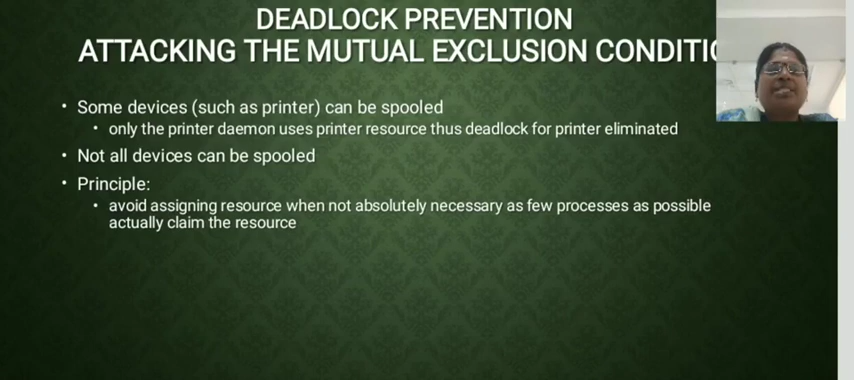 DEADLOCK PREVENTION
ATTACKING THE MUTUAL EXCLUSION
• Some devices (such as printer) can be spooled
• only the printer daemon uses printer resource thus deadlock for printer eliminated
• Not all devices can be spooled
• Principle:
• avoid assigning resource when not absolutely necessary as few processes as possible
actually claim the resource